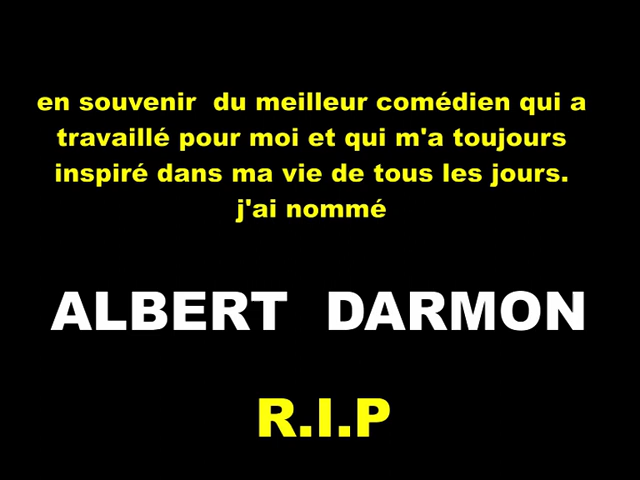 en souvenir  du meilleur comédien qui a
travaillé pour moi et qui m'a toujours
inspiré dans ma vie de tous les jours.
j'ai nommé
ALBERT  DARMON
R.I.P